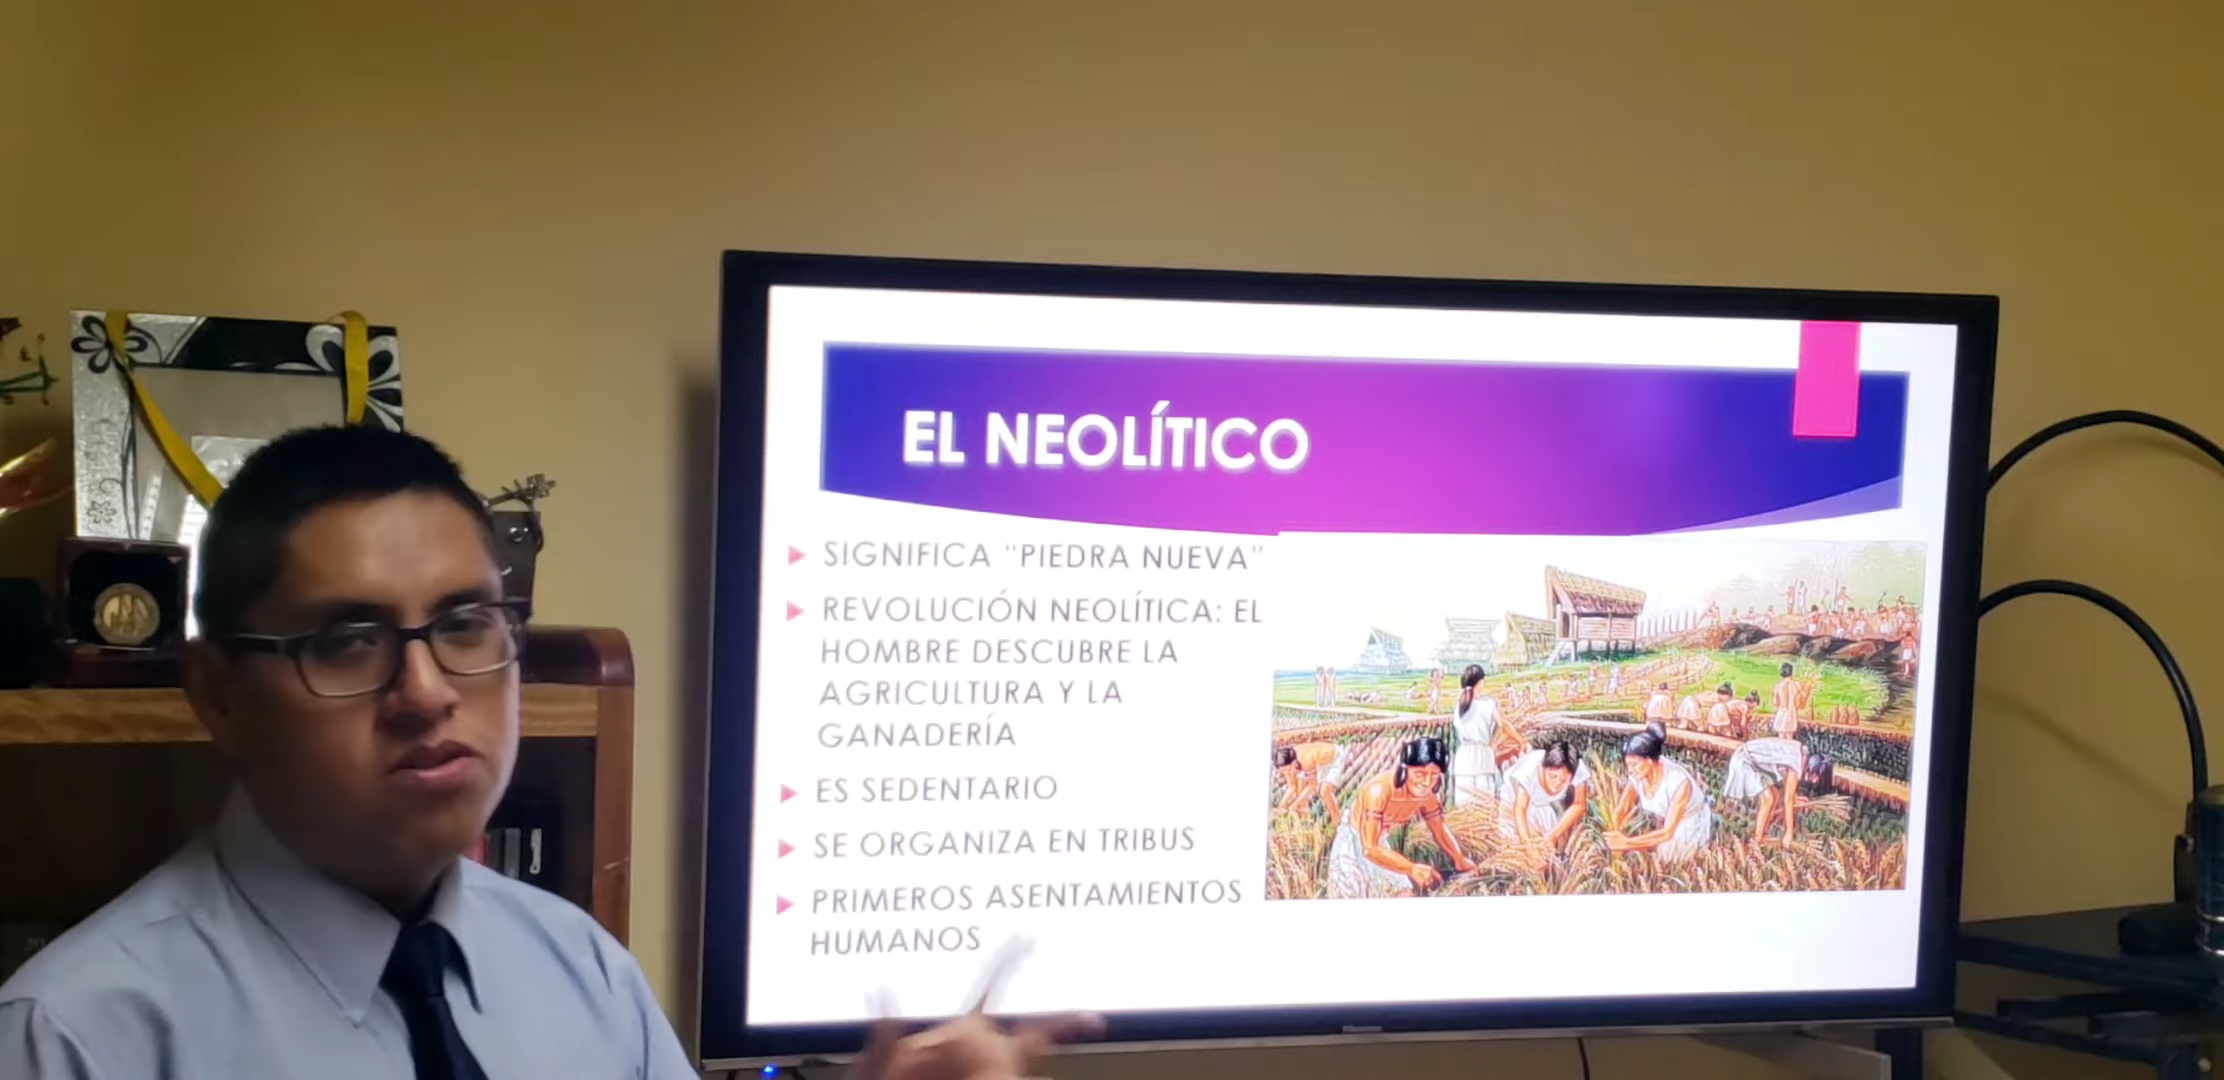 EL NEOLÍTICO
SIGNIFICA "PIEDRA NUEVA"
REVOLUCIÓN NEOLÍTICA: EL
HOMBRE DESCUBRE LA
AGRICULTURA Y LA
GANADERÍA
ES SEDENTARIO
SE ORGANIZA EN TRIBUS
PRIMEROS ASENTAMIENTOS
HUMANOS